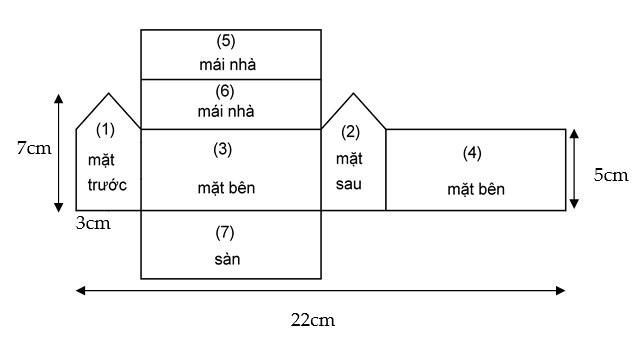 (5)
mái nhà
(6)
mái nhà
(1)
mặt
trước
(3)
mặt bên
(2)
mặt
sau
(4)
mặt bên
7cm
5cm
3cm
(7)
sàn
22cm